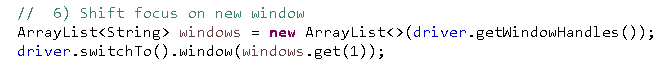 //  6) Shift focus on new window
ArrayList<String> windows = new ArrayList<>(driver.getWindowHandles());
driver.switchTo().window(windows.get(1));